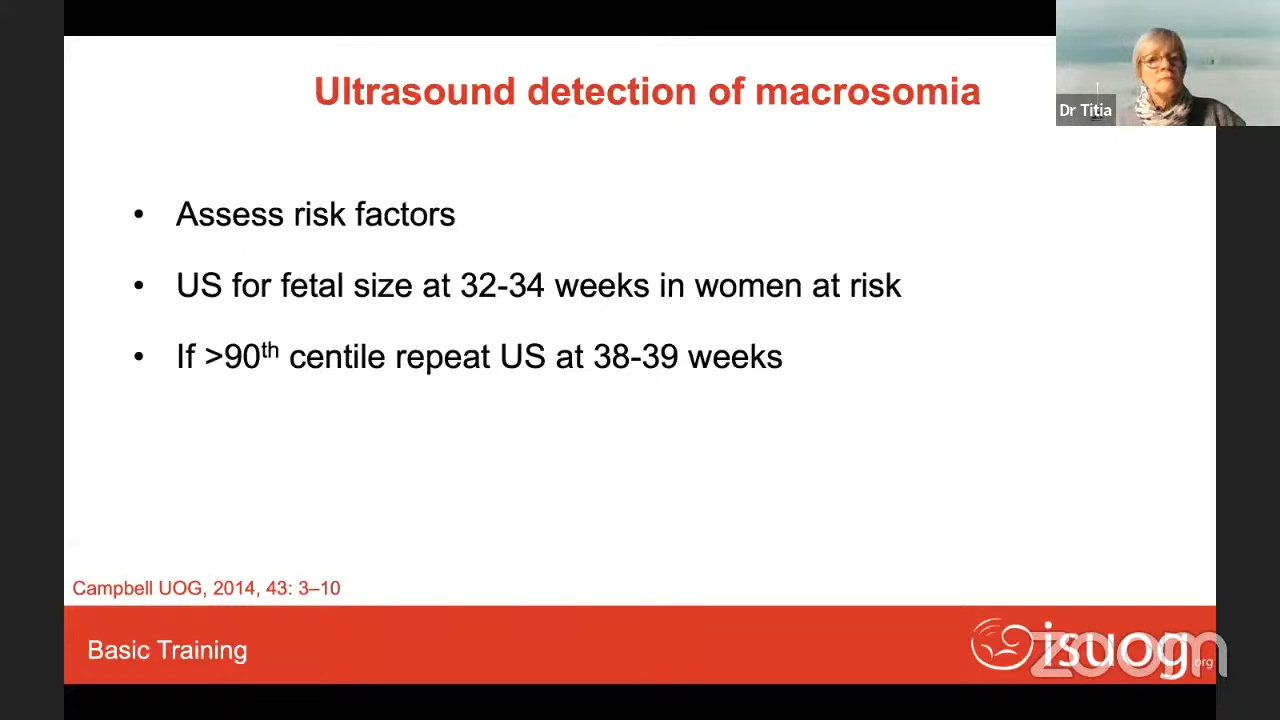 Ultrasound detection of macrosomia
Dr Titia
• Assess risk factors
• US for fetal size at 32-34 weeks in women at risk
• If >90th centile repeat US at 38-39 weeks
Campbell UOG, 2014, 43: 3–10
Basic Training
isuog.org
zoom